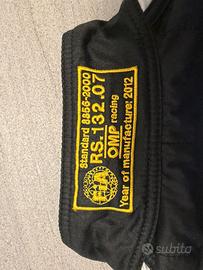 Standard 8856-2000
RS.132.07
OMP racing
Year of manufacture: 2012
FIA
subito